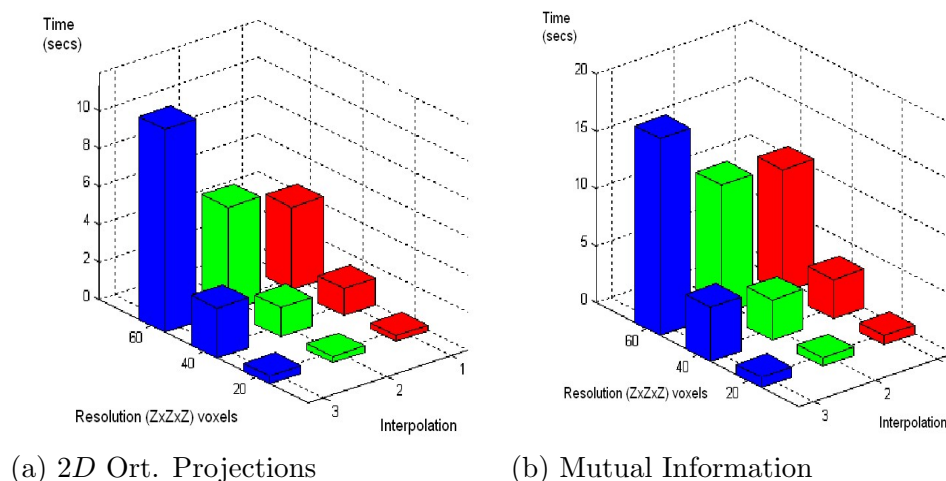 Time
(secs)
10
8
6
4
2
0
60
40
20
Resolution (ZxZxZ) voxels
3
2
1
Interpolation
(a) 2D Ort. Projections
Time
(secs)
20
15
10
5
0
60
40
20
Resolution (ZxZxZ) voxels
3
2
Interpolation
(b) Mutual Information